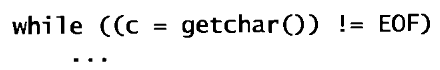 while ((c = getchar()) != EOF)
...